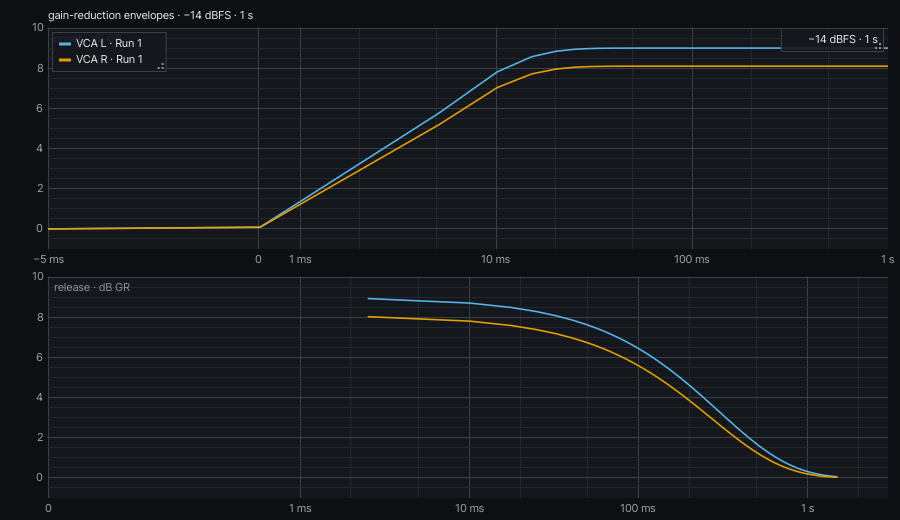 gain-reduction envelopes · −14 dBFS · 1 s
10
VCA L · Run 1
−14 dBFS · 1 s
VCA R · Run 1
8
6
4
2
0
−5 ms
0
1 ms
10 ms
100 ms
1 s
10
release · dB GR
8
6
4
2
0
0
1 ms
10 ms
100 ms
1 s